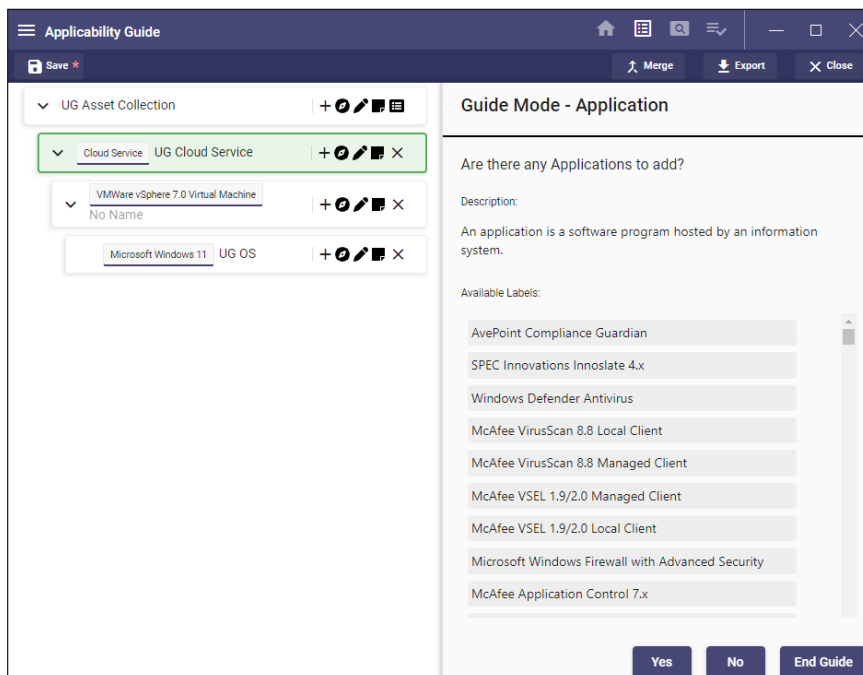 Applicability Guide
Save *
Merge
Export
Close
UG Asset Collection
Cloud Service UG Cloud Service
VMWare vSphere 7.0 Virtual Machine
No Name
Microsoft Windows 11 UG OS
Guide Mode - Application
Are there any Applications to add?
Description:
An application is a software program hosted by an information
system.
Available Labels:
AvePoint Compliance Guardian
SPEC Innovations Innoslate 4.x
Windows Defender Antivirus
McAfee VirusScan 8.8 Local Client
McAfee VirusScan 8.8 Managed Client
McAfee VSEL 1.9/2.0 Managed Client
McAfee VSEL 1.9/2.0 Local Client
Microsoft Windows Firewall with Advanced Security
McAfee Application Control 7.x
Yes
No
End Guide